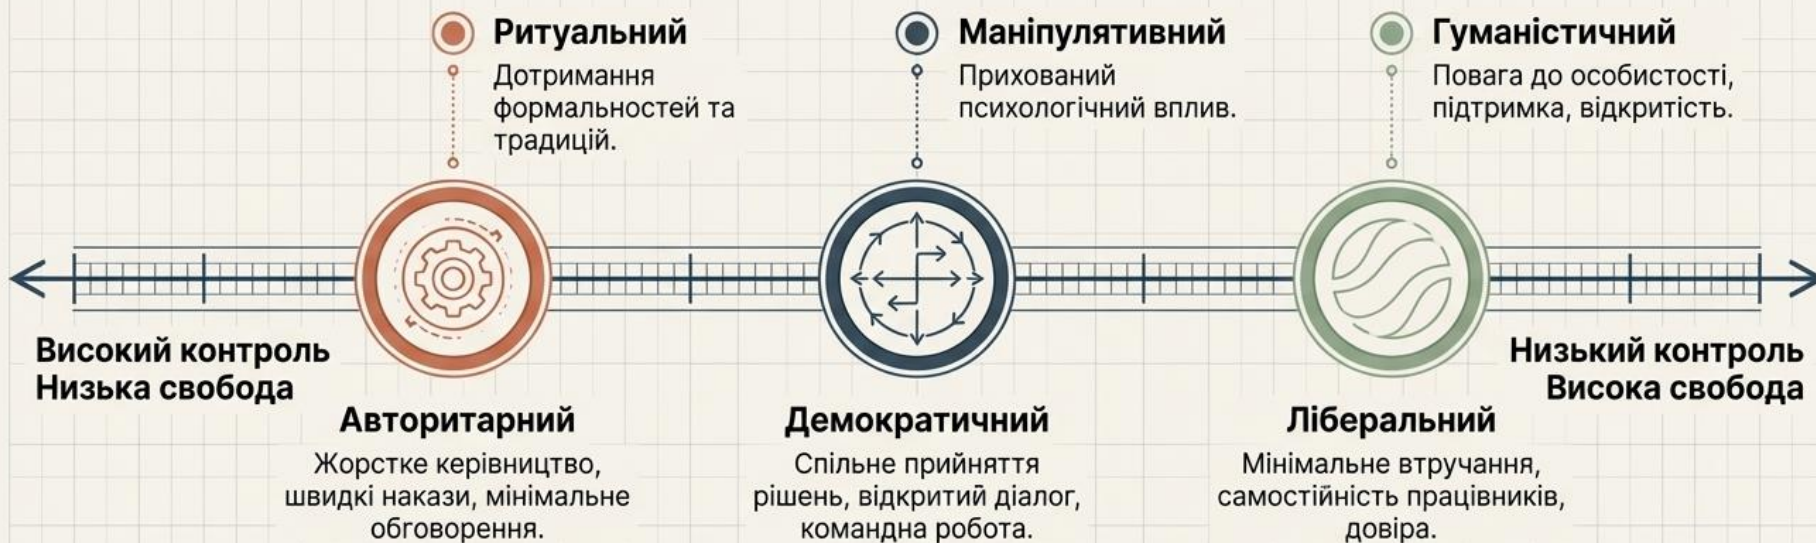 Ритуальний
Дотримання
формальностей та
традицій.
Маніпулятивний
Прихований
психологічний вплив.
Гуманістичний
Повага до особистості,
підтримка, відкритість.
Високий контроль
Низька свобода
Низький контроль
Висока свобода
Авторитарний
Жорстке керівництво,
швидкі накази, мінімальне
обговорення.
Демократичний
Спільне прийняття
рішень, відкритий діалог,
командна робота.
Ліберальний
Мінімальне втручання,
самостійність працівників,
довіра.